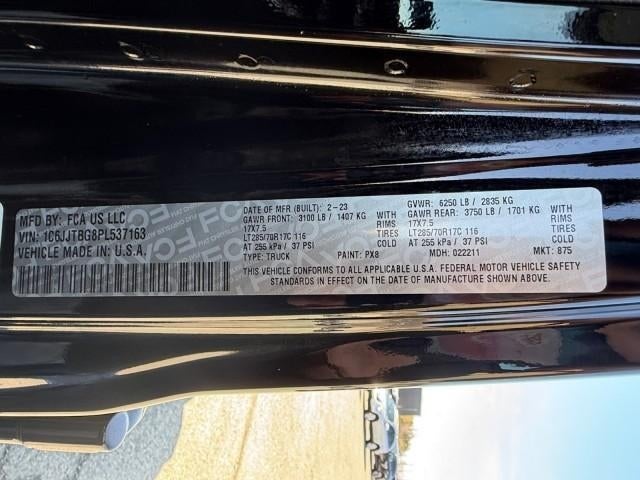 MFD BY: FCA US LLC
VIN: 1C6JJTBG8PL537163
VEHICLE MADE IN: U.S.A.
DATE OF MFR (BUILT): 2-23 GVWR: 6250 LB / 2835 KG
GAWR FRONT: 3100 LB / 1407 KG WITH GAWR REAR: 3750 LB / 1701 KG WITH
17X7.5 RIMS 17X7.5 RIMS
LT285/70R17C 116 TIRES LT285/70R17C 116 TIRES
AT 255 kPa / 37 PSI AT 255 kPa / 37 PSI
TYPE: TRUCK PAINT: PX8 MDH: 022211 MKT: 875
THIS VEHICLE CONFORMS TO ALL APPLICABLE U.S.A. FEDERAL MOTOR VEHICLE SAFETY
STANDARDS IN EFFECT ON THE DATE OF MANUFACTURE SHOWN ABOVE.